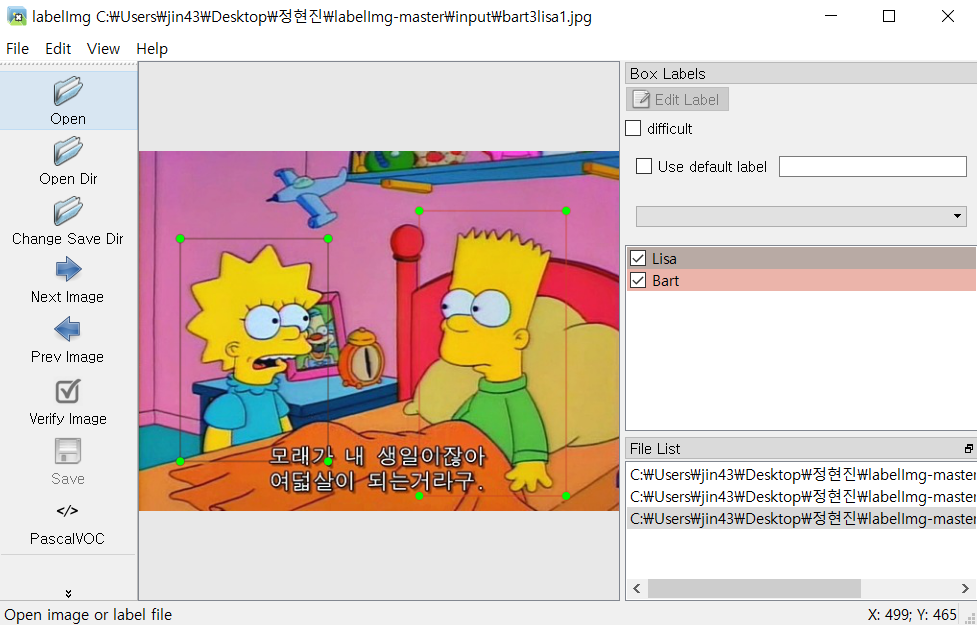 labelImg C:₩Users₩jin43₩Desktop₩정현진₩labelImg-master₩input₩bart3lisa1.jpg
File Edit View Help
Open
Open Dir
Change Save Dir
Next Image
Prev Image
Verify Image
Save
</>
PascalVOC
모래가 내 생일이잖아
여덟살이 되는거라구.
Box Labels
Edit Label
difficult
Use default label
Lisa
Bart
File List
C:₩Users₩jin43₩Desktop₩정현진₩labelImg-master
C:₩Users₩jin43₩Desktop₩정현진₩labelImg-master
C:₩Users₩jin43₩Desktop₩정현진₩labelImg-master
Open image or label file
X: 499; Y: 465